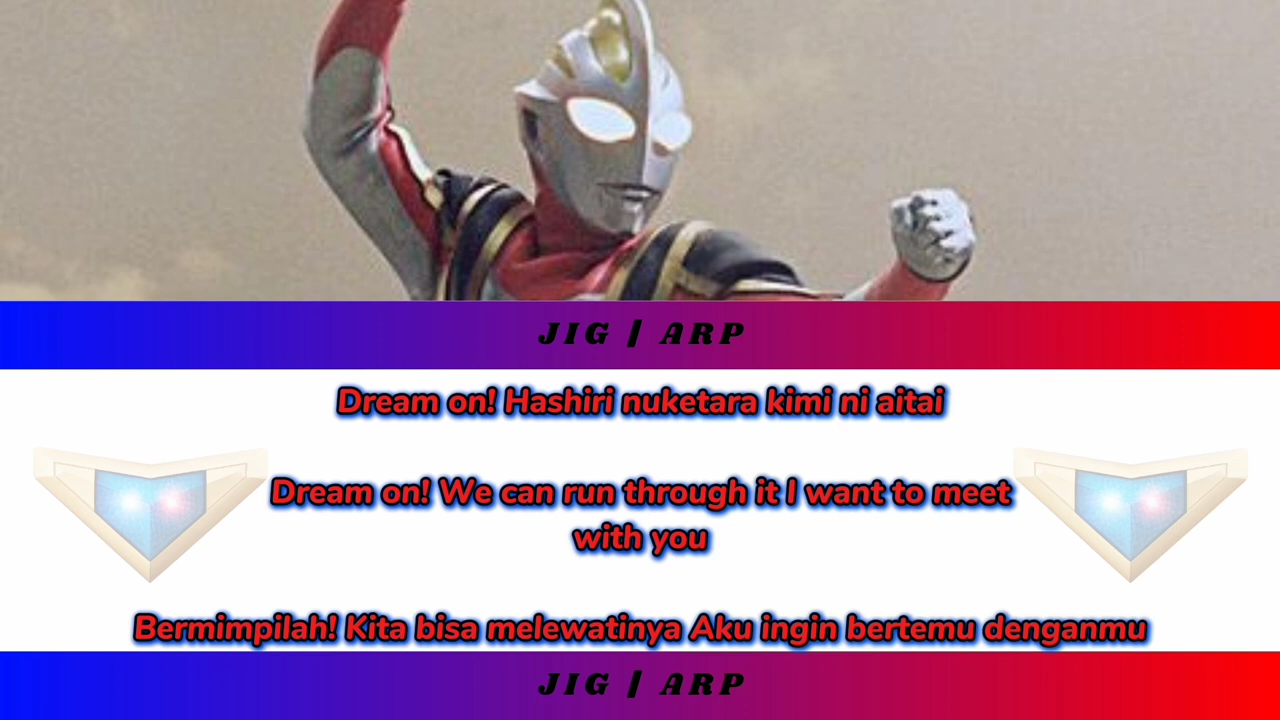 JIG | ARP
Dream on! Hashiri nuketara kimi ni aitai
Dream on! We can run through it I want to meet
with you
Bermimpilah! Kita bisa melewatinya Aku ingin bertemu denganmu
JIG | ARP